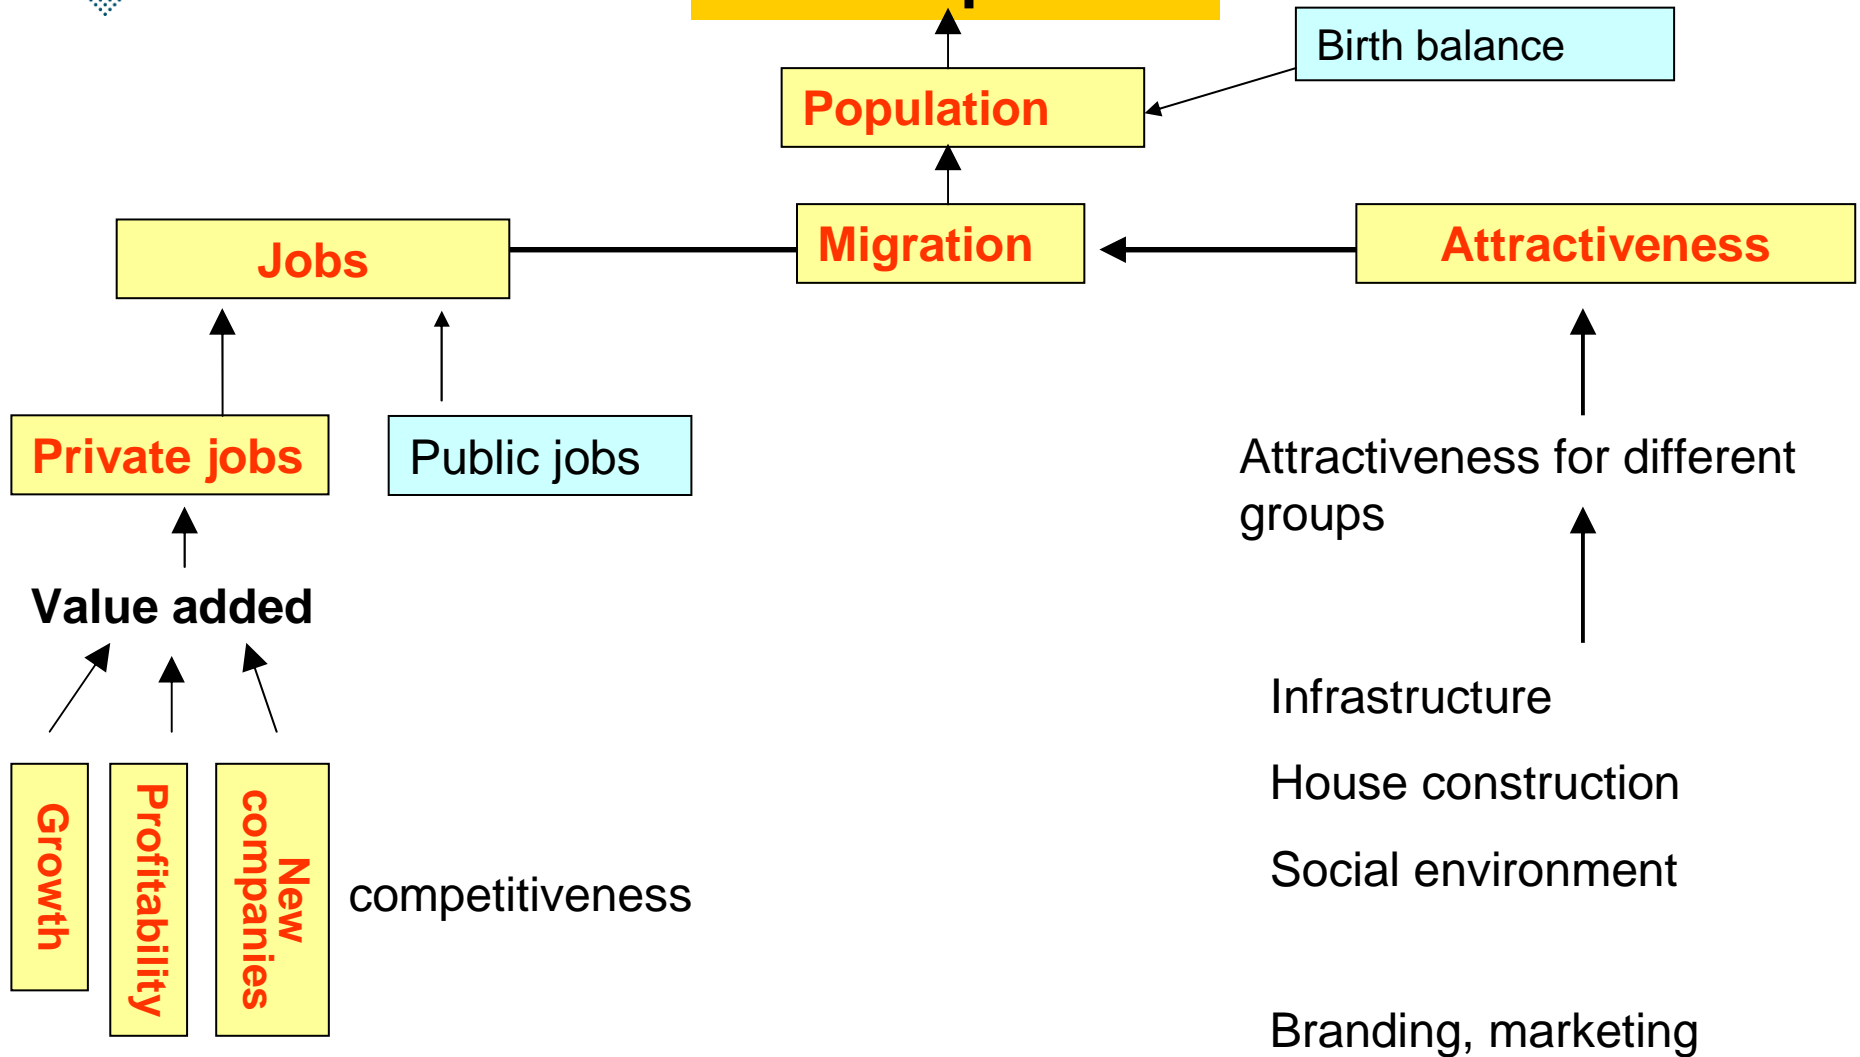 Birth balance
Population
Jobs
Migration
Attractiveness
Private jobs
Public jobs
Attractiveness for different
groups
Value added
Infrastructure
House construction
Social environment
Branding, marketing
Growth
Profitability
New
companies
competitiveness